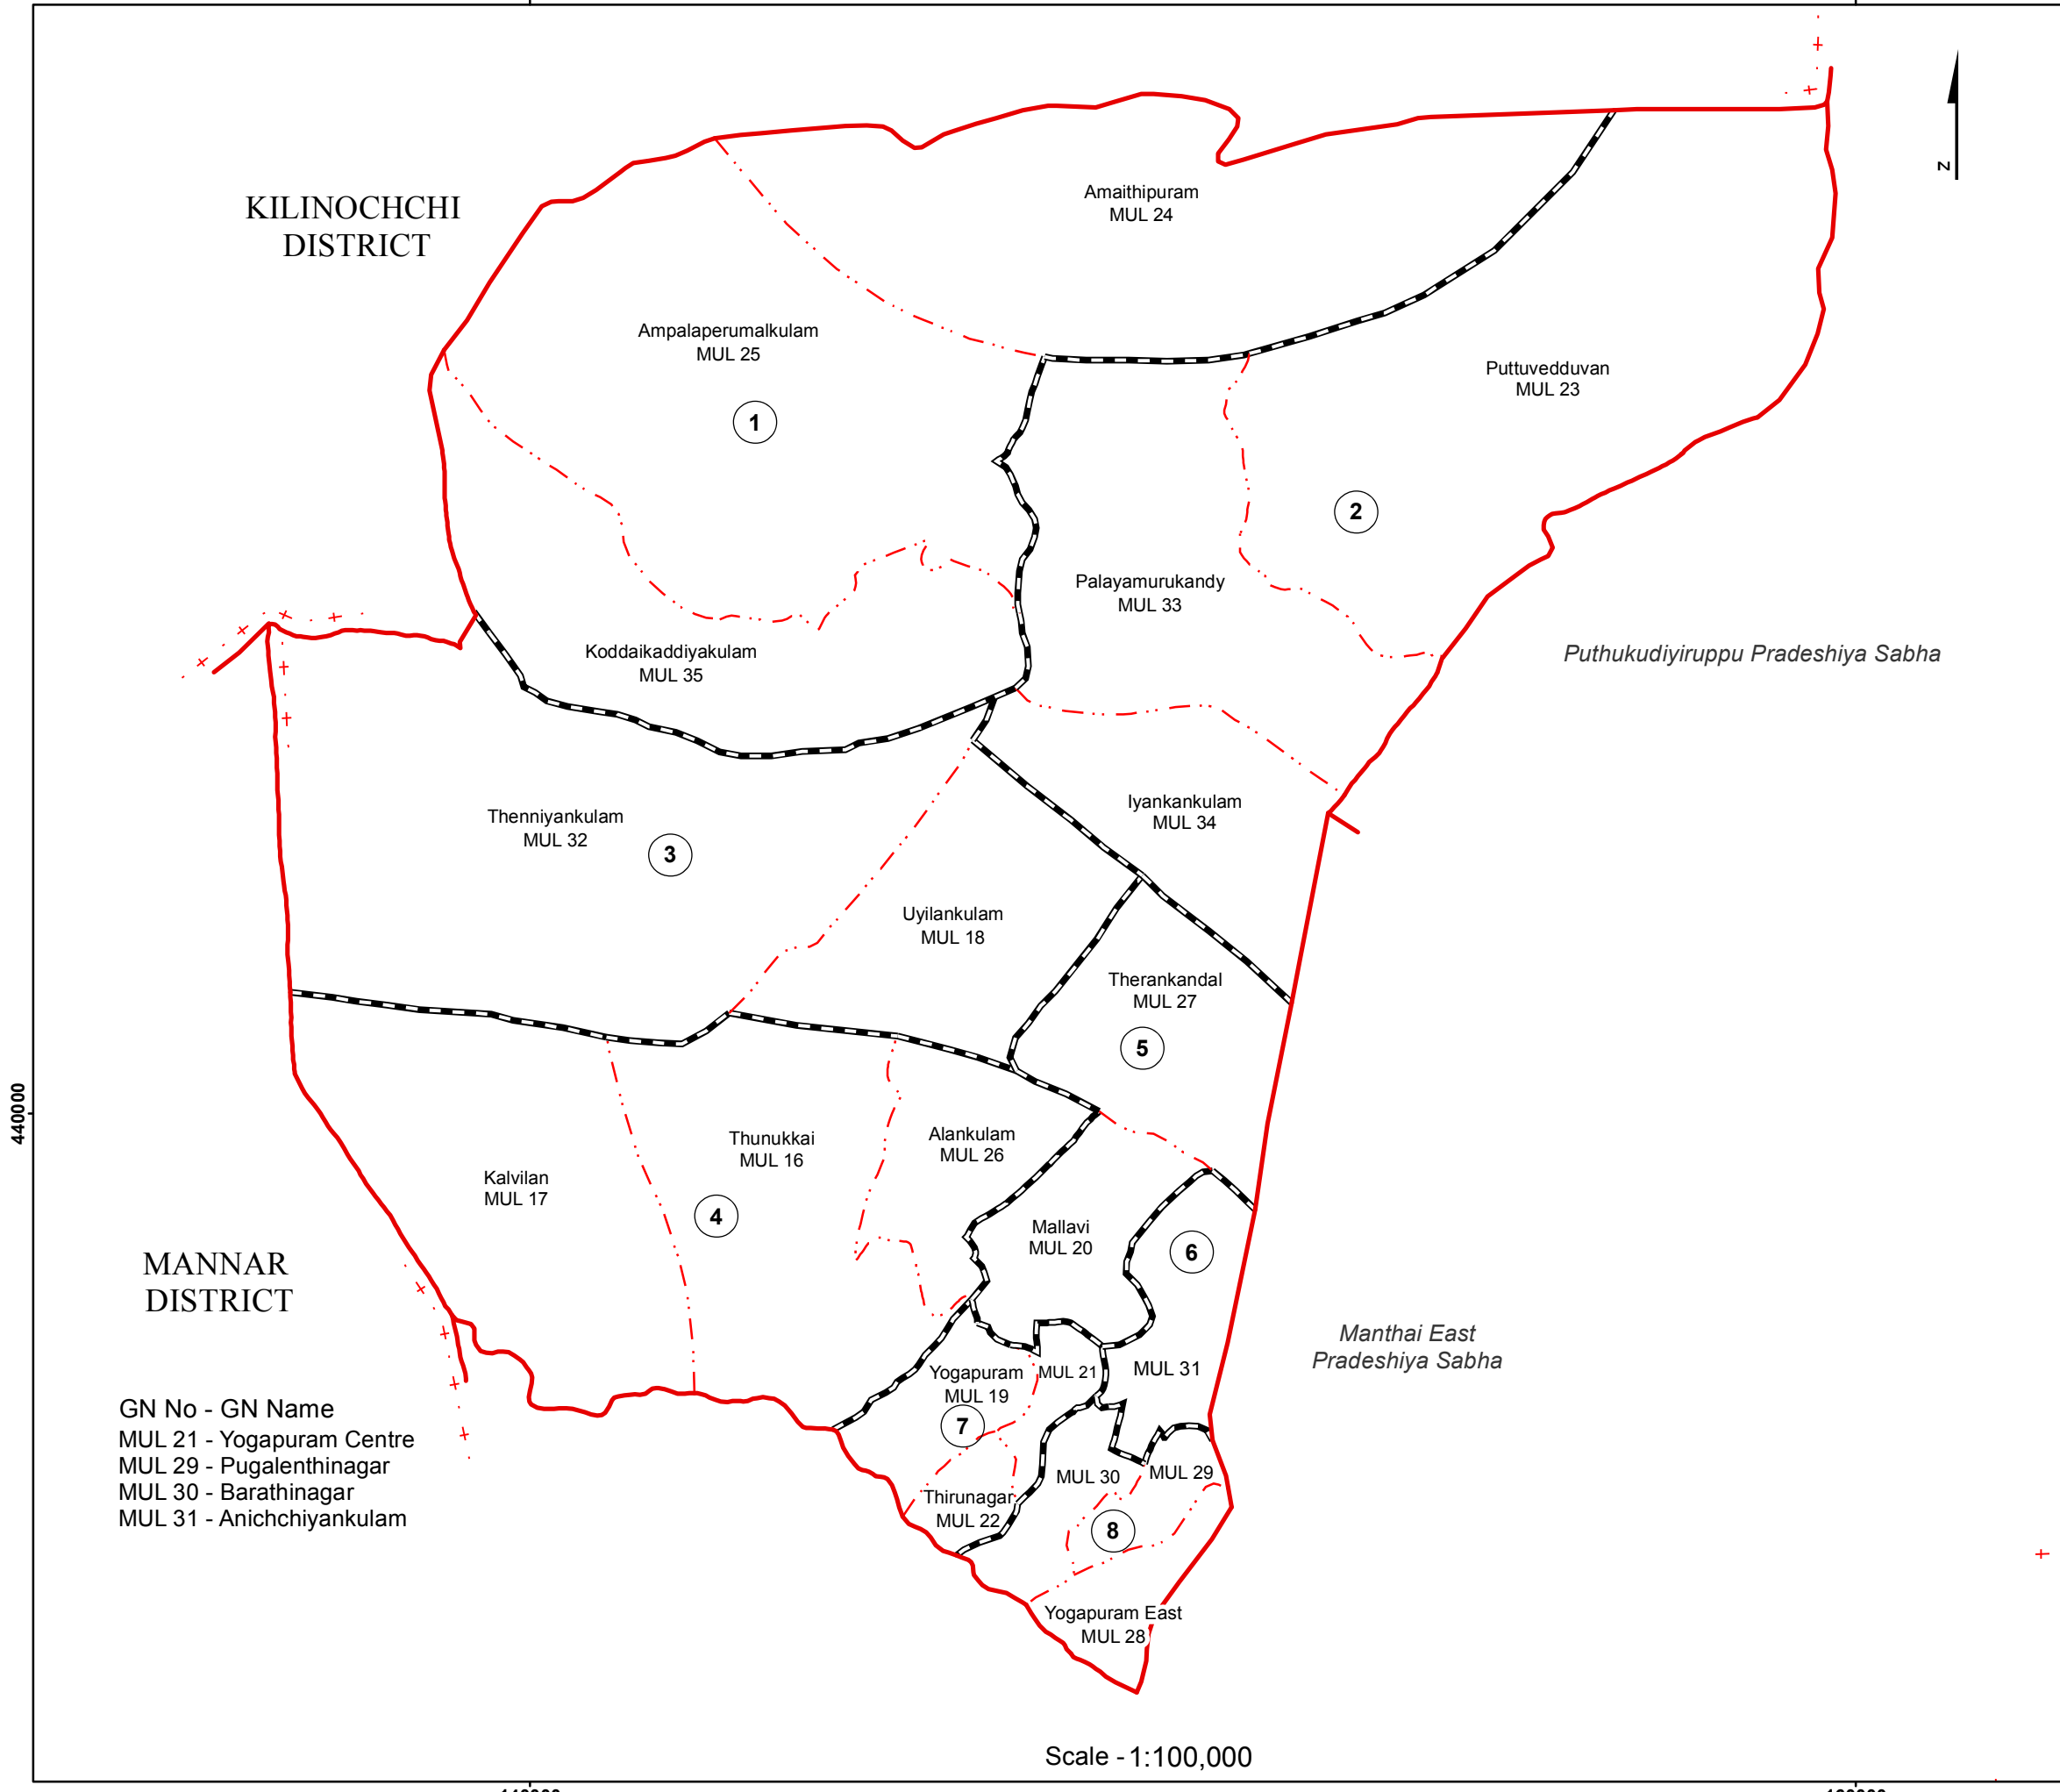 KILINOCHCHI
DISTRICT
Amaithipuram
MUL 24
N
Ampalaperumalkulam
MUL 25
1
Puttuvedduvan
MUL 23
2
Palayamurukandy
MUL 33
Koddaikaddiyakulam
MUL 35
Puthukudiyiruppu Pradeshiya Sabha
Thenniyankulam
MUL 32
3
Iyankankulam
MUL 34
Uyilankulam
MUL 18
Therankandal
MUL 27
5
440000
Thunukkai
MUL 16
Alankulam
MUL 26
Kalvilan
MUL 17
4
Mallavi
MUL 20
6
MANNAR
DISTRICT
Manthai East
Pradeshiya Sabha
Yogapuram
MUL 19
MUL 21
MUL 31
7
GN No - GN Name
MUL 21 - Yogapuram Centre
MUL 29 - Pugalenthinagar
MUL 30 - Barathinagar
MUL 31 - Anichchiyankulam
MUL 30
MUL 29
Thirunagar
MUL 22
8
Yogapuram East
MUL 28
Scale - 1:100,000